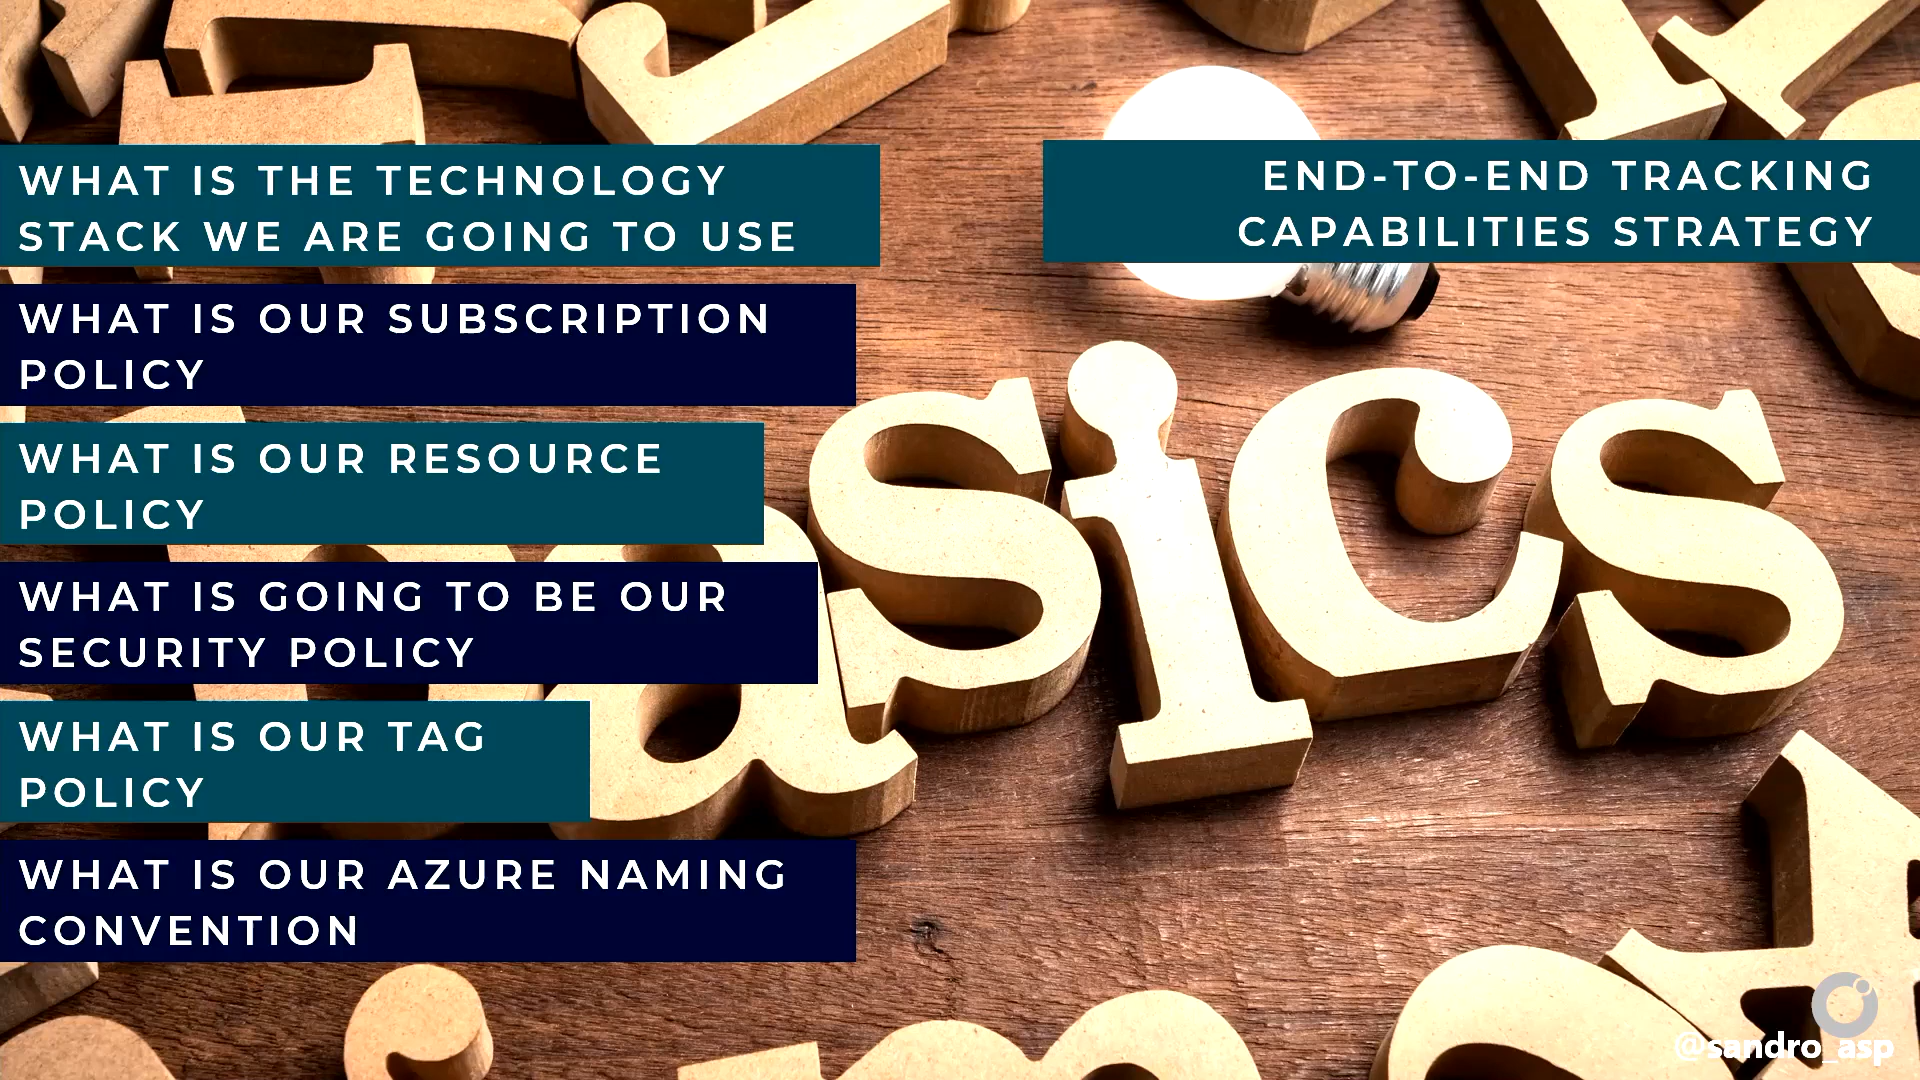 WHAT IS THE TECHNOLOGY
STACK WE ARE GOING TO USE
WHAT IS OUR SUBSCRIPTION
POLICY
WHAT IS OUR RESOURCE
POLICY
WHAT IS GOING TO BE OUR
SECURITY POLICY
WHAT IS OUR TAG
POLICY
WHAT IS OUR AZURE NAMING
CONVENTION
END-TO-END TRACKING
CAPABILITIES STRATEGY
asics
@sandro_asp